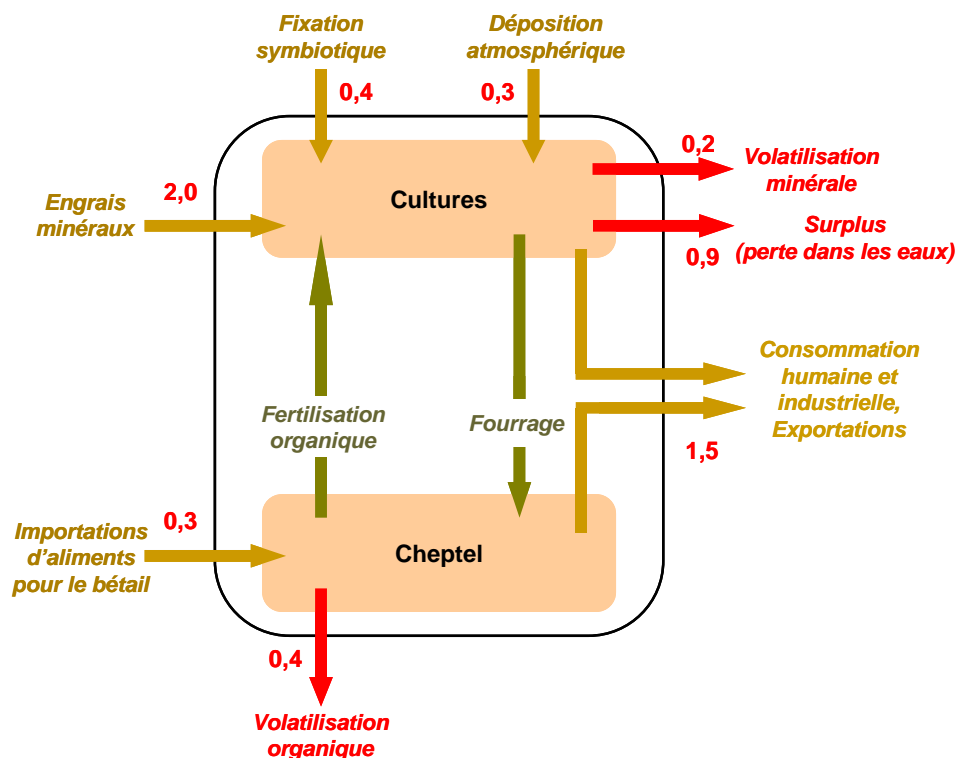 Fixation
symbiotique
Déposition
atmosphérique
0,4
0,3
0,2
Volatilisation
minérale
Engrais
minéraux
2,0
Cultures
Surplus
(perte dans les eaux)
0,9
Consommation
humaine et
industrielle,
Exportations
1,5
Fertilisation
organique
Fourrage
Importations
d'aliments
pour le bétail
0,3
Cheptel
0,4
Volatilisation
organique